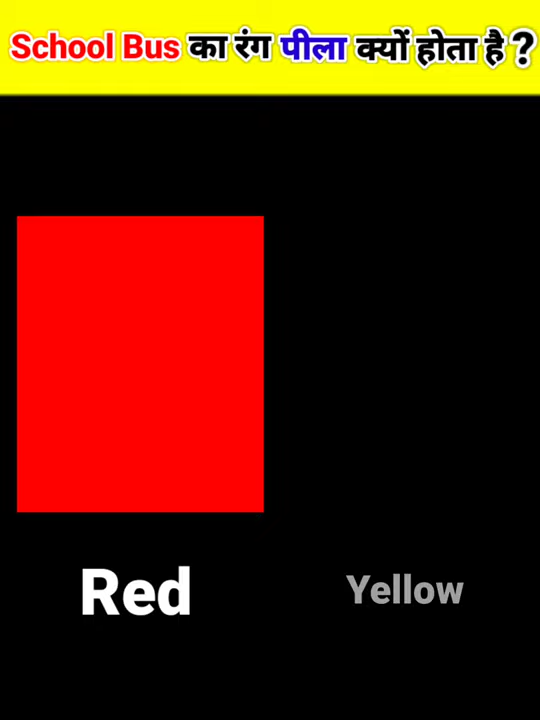 School Bus का रंग पीला क्यों होता है ?
Red
Yellow